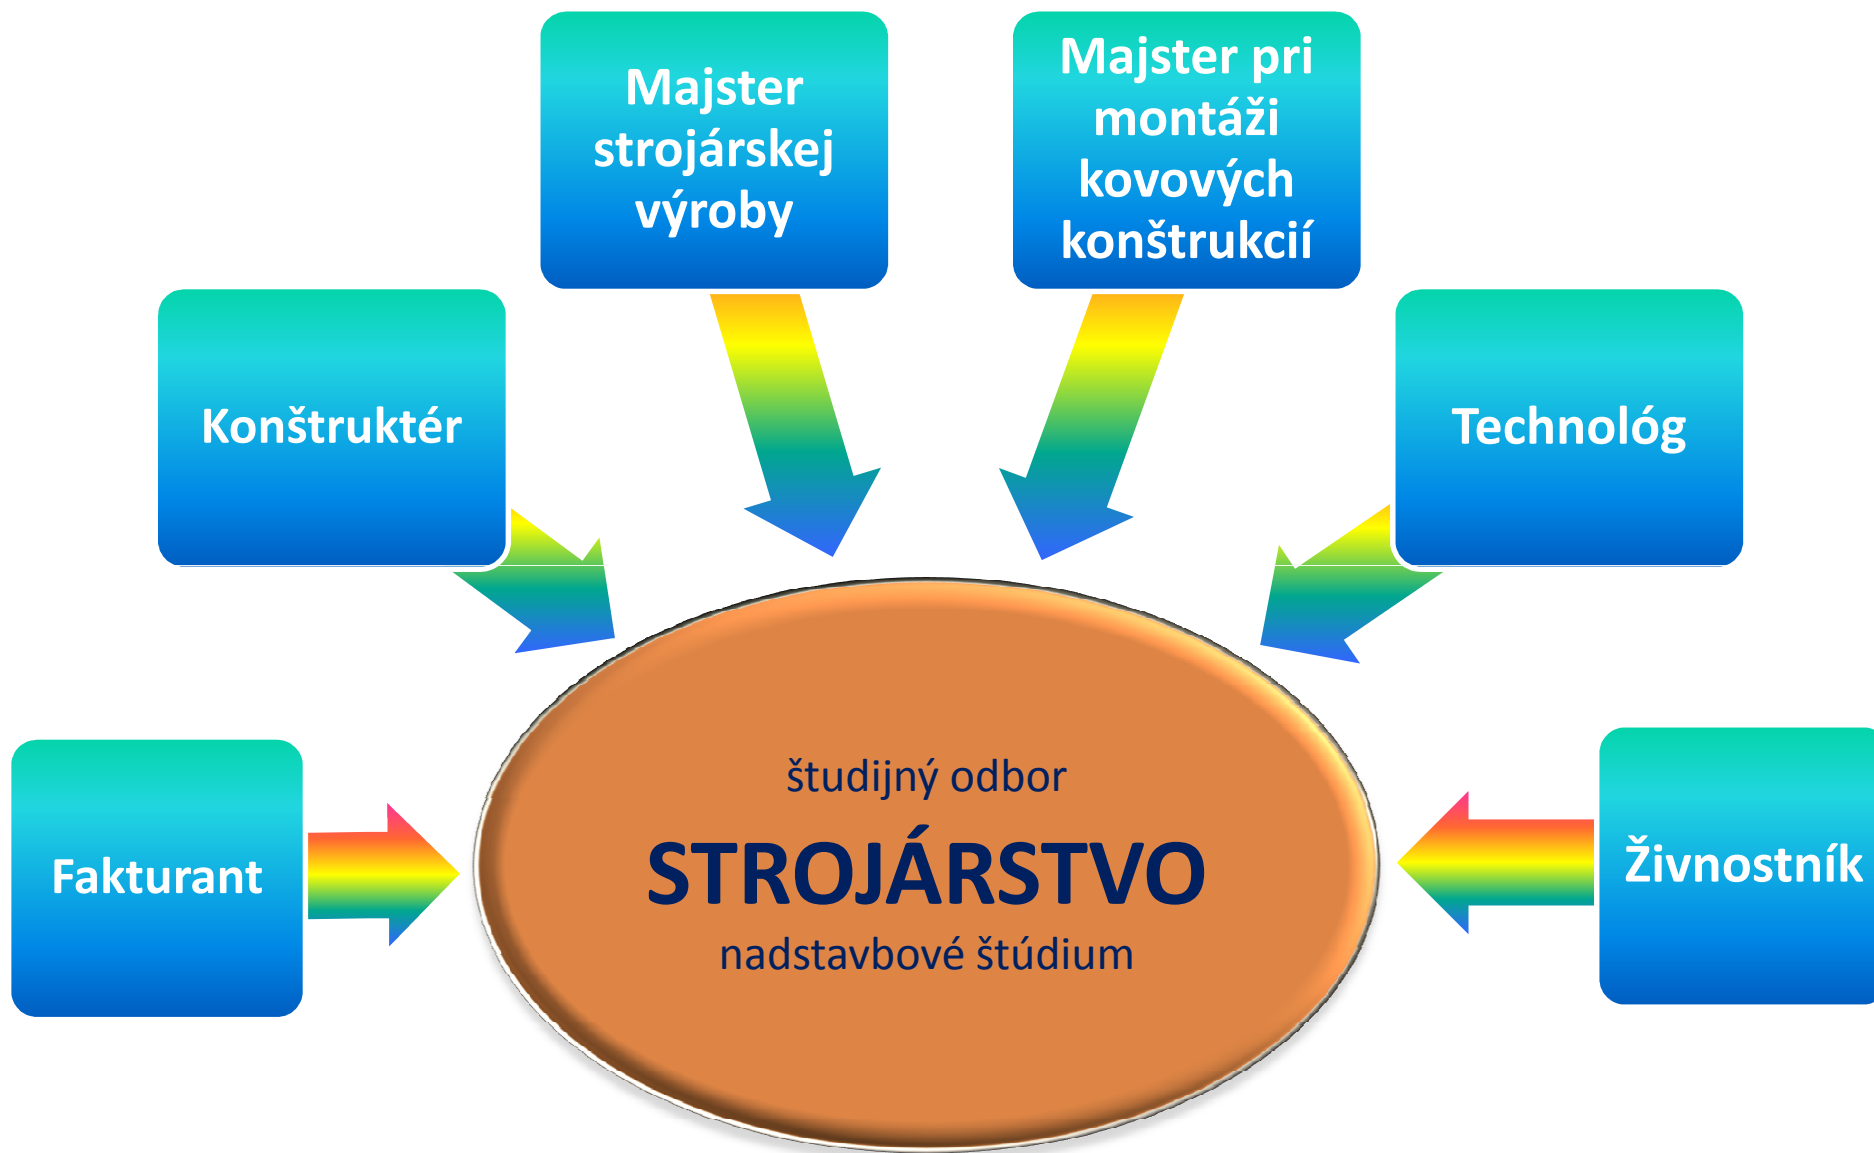 Majster
strojárskej
výroby
Majster pri
montáži
kovových
konštrukcií
Konštruktér
Technológ
Fakturant
študijný odbor
STROJÁRSTVO
nadstavbové štúdium
Živnostník